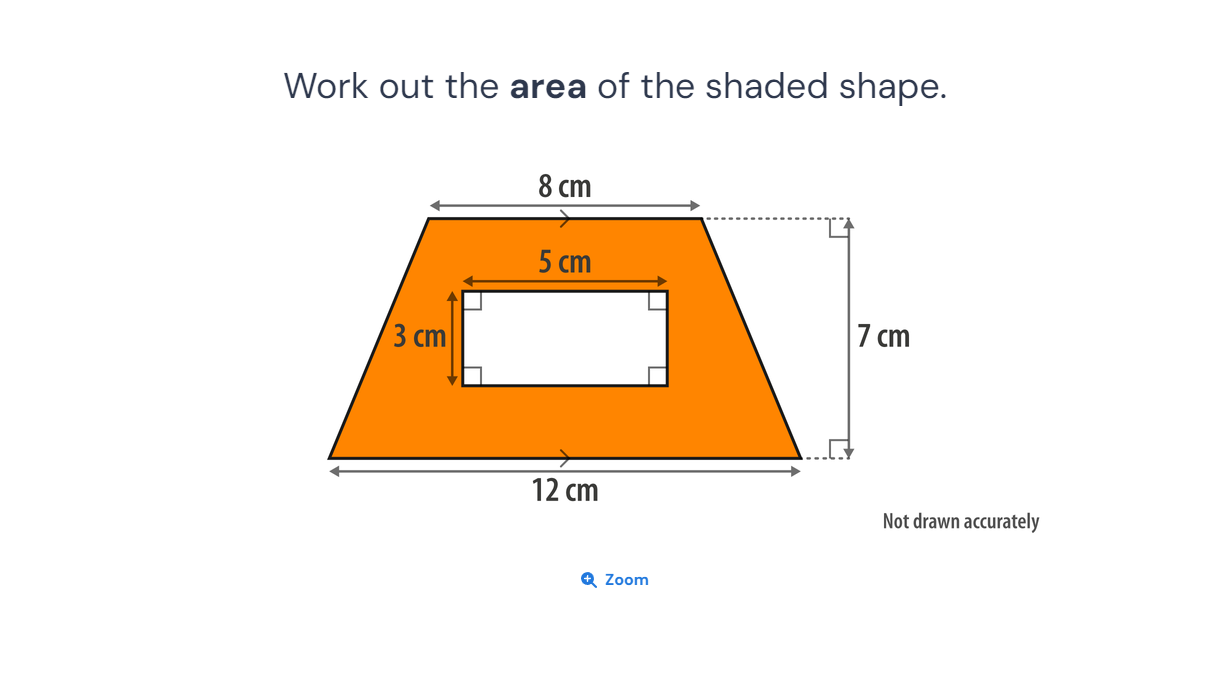 Work out the area of the shaded shape.
8 cm
5 cm
3 cm
7 cm
12 cm
Not drawn accurately
Zoom